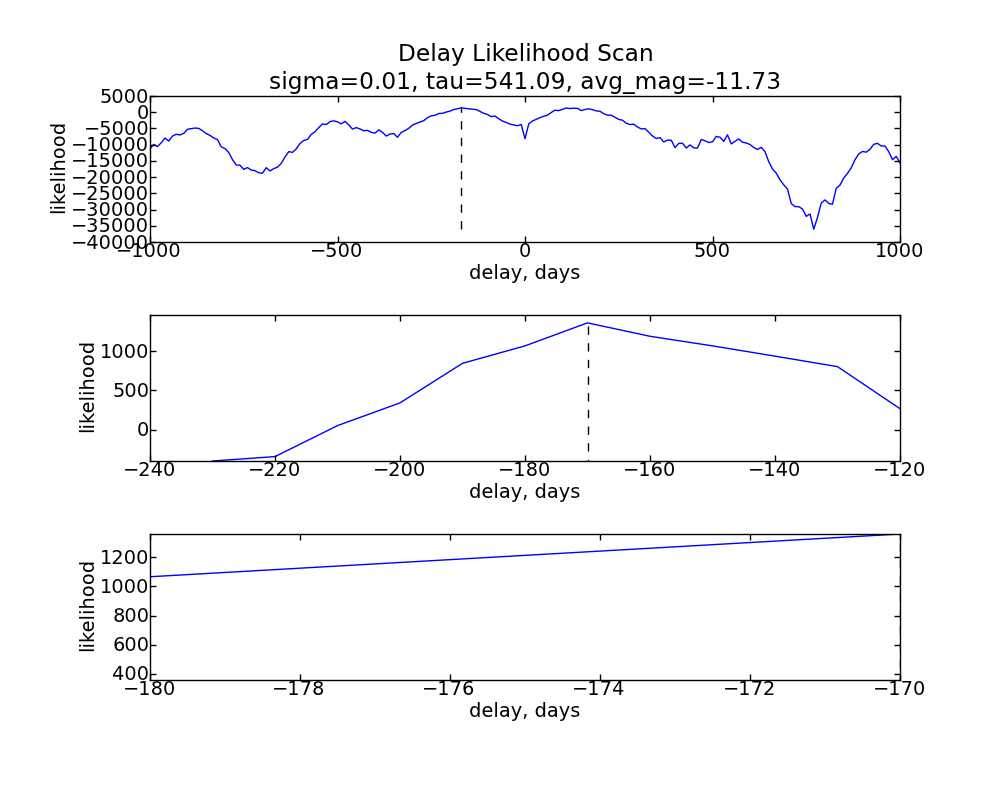 Delay Likelihood Scan
sigma=0.01, tau=541.09, avg_mag=-11.73
likelihood
5000
0
−5000
−10000
−15000
−20000
−25000
−30000
−35000
−40000
−1000 −500 0 500 1000
delay, days
likelihood
1000
500
0
−240 −220 −200 −180 −160 −140 −120
delay, days
likelihood
1200
1000
800
600
400
−180 −178 −176 −174 −172 −170
delay, days